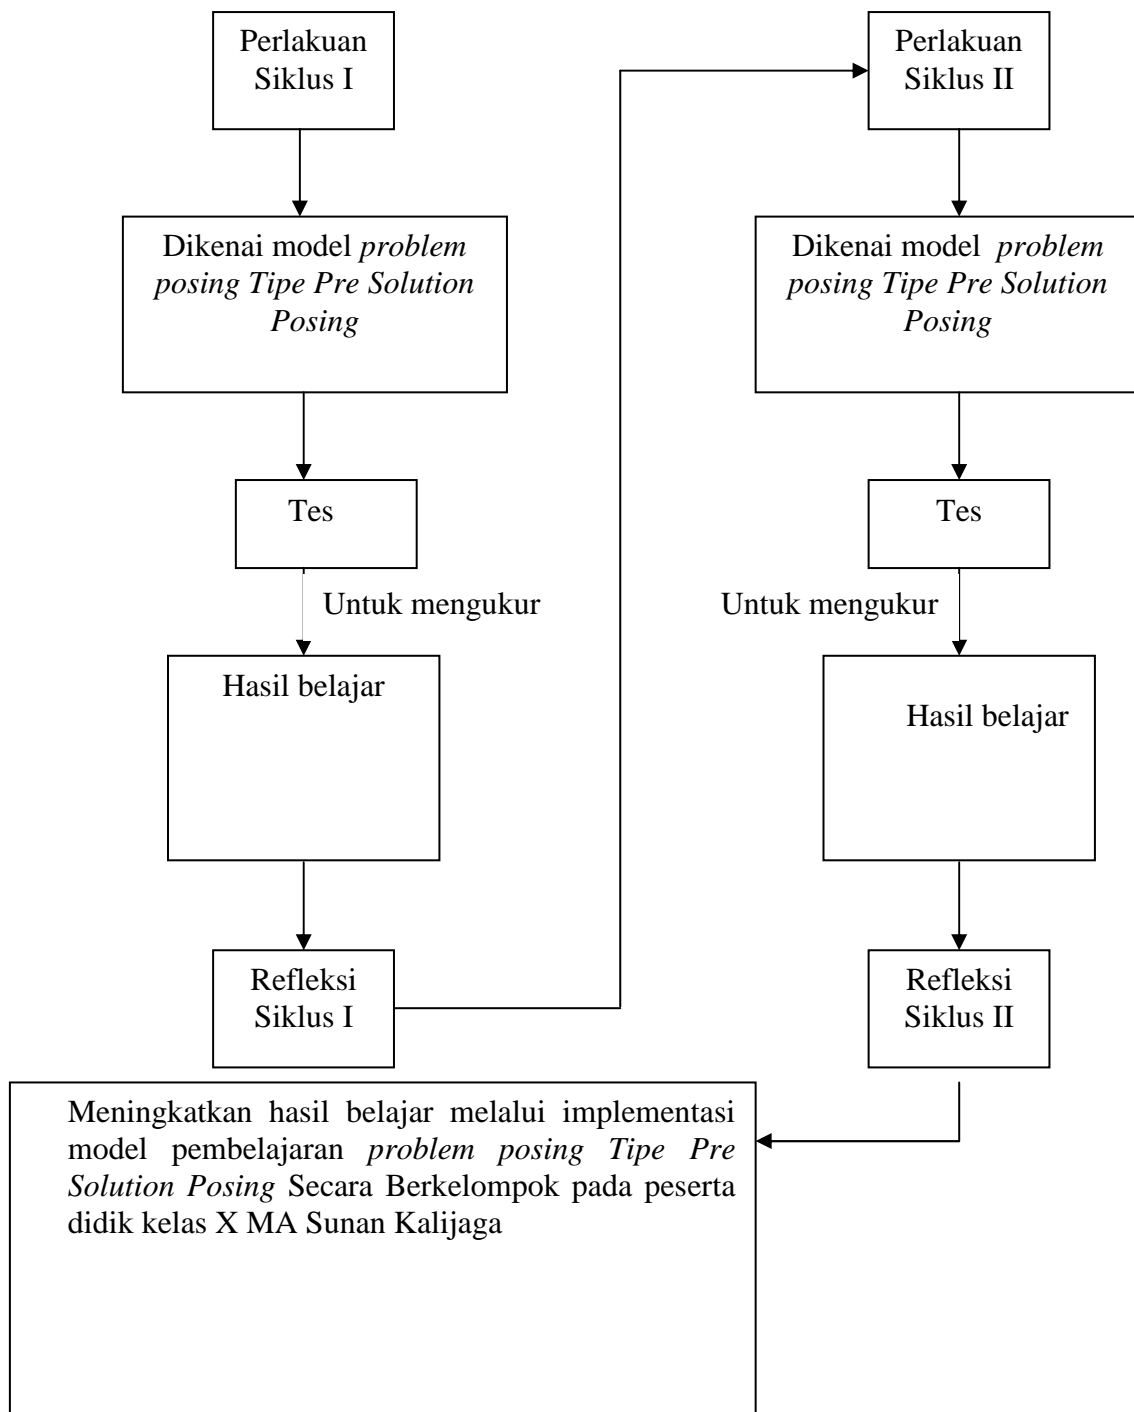 Perlakuan
Siklus I
Dikenai model problem
posing Tipe Pre Solution
Posing
Tes
Untuk mengukur
Hasil belajar
Refleksi
Siklus I
Perlakuan
Siklus II
Dikenai model problem
posing Tipe Pre Solution
Posing
Tes
Untuk mengukur
Hasil belajar
Refleksi
Siklus II
Meningkatkan hasil belajar melalui implementasi
model pembelajaran problem posing Tipe Pre
Solution Posing Secara Berkelompok pada peserta
didik kelas X MA Sunan Kalijaga